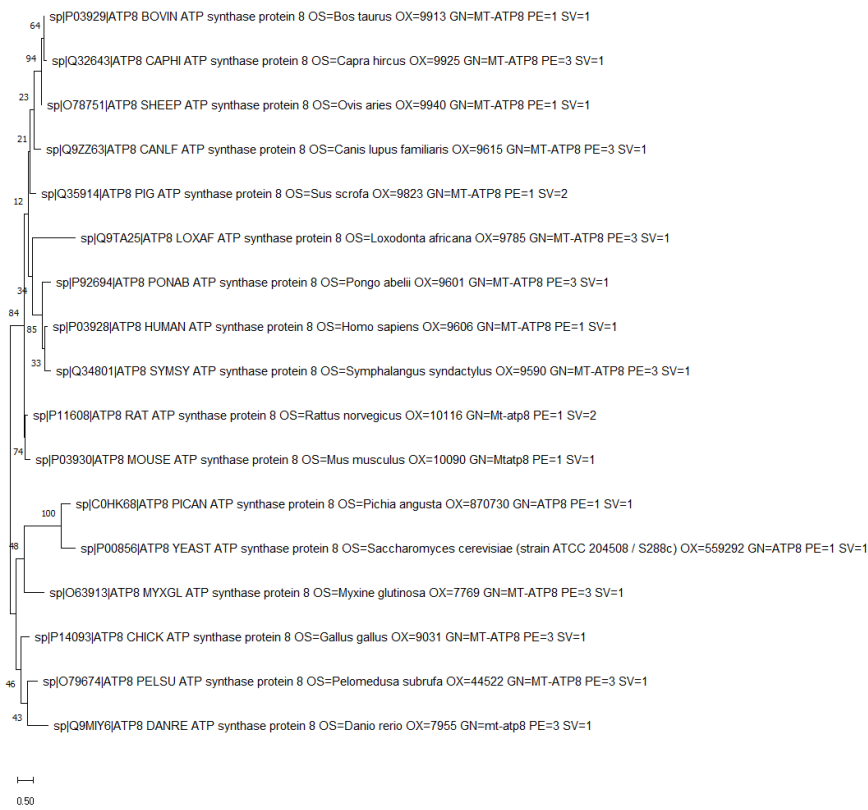 64
sp|P03929|ATP8 BOVIN ATP synthase protein 8 OS=Bos taurus OX=9913 GN=MT-ATP8 PE=1 SV=1
94
sp|Q32643|ATP8 CAPHI ATP synthase protein 8 OS=Capra hircus OX=9925 GN=MT-ATP8 PE=3 SV=1
23
sp|O78751|ATP8 SHEEP ATP synthase protein 8 OS=Ovis aries OX=9940 GN=MT-ATP8 PE=1 SV=1
21
sp|Q9ZZ63|ATP8 CANLF ATP synthase protein 8 OS=Canis lupus familiaris OX=9615 GN=MT-ATP8 PE=3 SV=1
12
sp|Q35914|ATP8 PIG ATP synthase protein 8 OS=Sus scrofa OX=9823 GN=MT-ATP8 PE=1 SV=2
sp|Q9TA25|ATP8 LOXAF ATP synthase protein 8 OS=Loxodonta africana OX=9785 GN=MT-ATP8 PE=3 SV=1
34
sp|P92694|ATP8 PONAB ATP synthase protein 8 OS=Pongo abelii OX=9601 GN=MT-ATP8 PE=3 SV=1
84
85
sp|P03928|ATP8 HUMAN ATP synthase protein 8 OS=Homo sapiens OX=9606 GN=MT-ATP8 PE=1 SV=1
33
sp|Q34801|ATP8 SYMSY ATP synthase protein 8 OS=Symphalangus syndactylus OX=9590 GN=MT-ATP8 PE=3 SV=1
sp|P11608|ATP8 RAT ATP synthase protein 8 OS=Rattus norvegicus OX=10116 GN=Mt-atp8 PE=1 SV=2
74
sp|P03930|ATP8 MOUSE ATP synthase protein 8 OS=Mus musculus OX=10090 GN=Mtatp8 PE=1 SV=1
sp|C0HK68|ATP8 PICAN ATP synthase protein 8 OS=Pichia angusta OX=870730 GN=ATP8 PE=1 SV=1
100
sp|P00856|ATP8 YEAST ATP synthase protein 8 OS=Saccharomyces cerevisiae (strain ATCC 204508 / S288c) OX=559292 GN=ATP8 PE=1 SV=1
48
sp|O63913|ATP8 MYXGL ATP synthase protein 8 OS=Myxine glutinosa OX=7769 GN=MT-ATP8 PE=3 SV=1
sp|P14093|ATP8 CHICK ATP synthase protein 8 OS=Gallus gallus OX=9031 GN=MT-ATP8 PE=3 SV=1
46
sp|O79674|ATP8 PELSU ATP synthase protein 8 OS=Pelomedusa subrufa OX=44522 GN=MT-ATP8 PE=3 SV=1
43
sp|Q9MIY6|ATP8 DANRE ATP synthase protein 8 OS=Danio rerio OX=7955 GN=mt-atp8 PE=3 SV=1
0.50